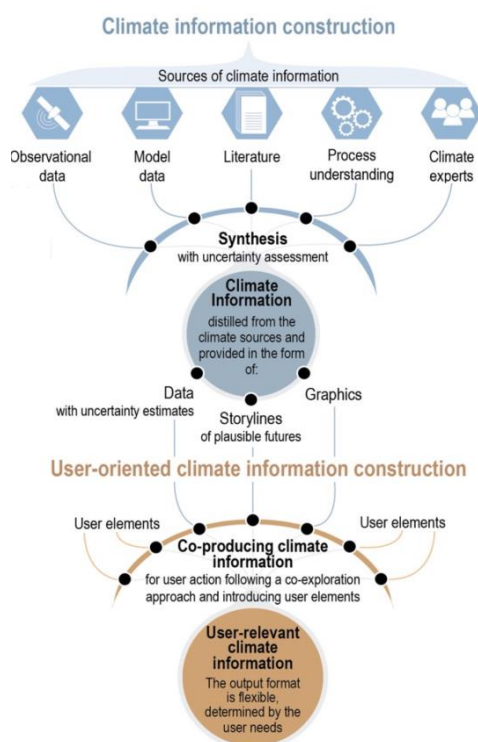 Climate information construction
Sources of climate information
Observational
data
Model
data
Literature
Process
understanding
Climate
experts
Synthesis
with uncertainty assessment
Climate
Information
distilled from the
climate sources and
provided in the form
of:
Data
with uncertainty estimates
Storylines
of plausible futures
Graphics
User-oriented climate information construction
User elements
User elements
Co-producing climate
information
for user action following a co-exploration
approach and introducing user elements
User-relevant
climate
information
The output format
is flexible,
determined by the
user needs